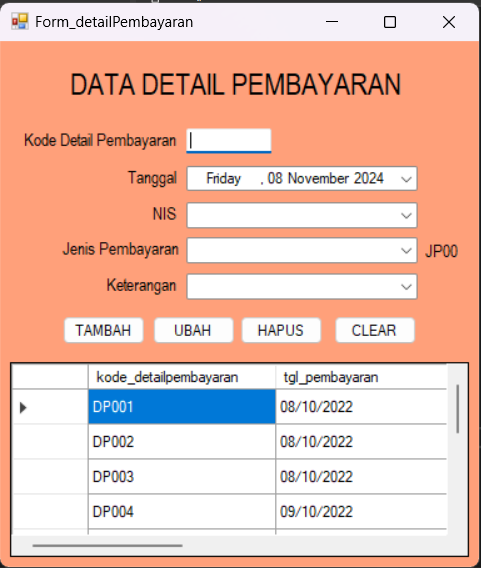 Form_detailPembayaran
DATA DETAIL PEMBAYARAN
Kode Detail Pembayaran
Tanggal Friday , 08 November 2024
NIS
Jenis Pembayaran JP00
Keterangan
TAMBAH UBAH HAPUS CLEAR
kode_detailpembayaran tgl_pembayaran
DP001 08/10/2022
DP002 08/10/2022
DP003 08/10/2022
DP004 09/10/2022